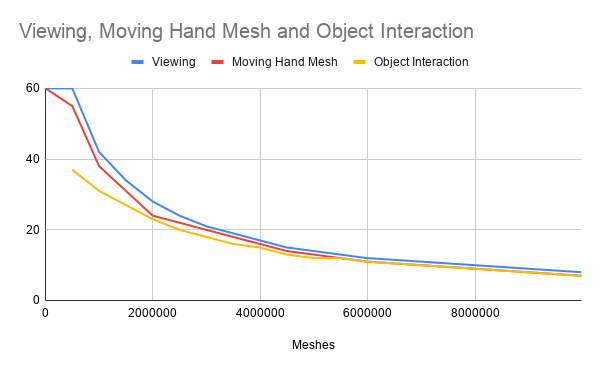 Viewing, Moving Hand Mesh and Object Interaction
Viewing Moving Hand Mesh Object Interaction
60
40
20
0
0 2000000 4000000 6000000 8000000
Meshes